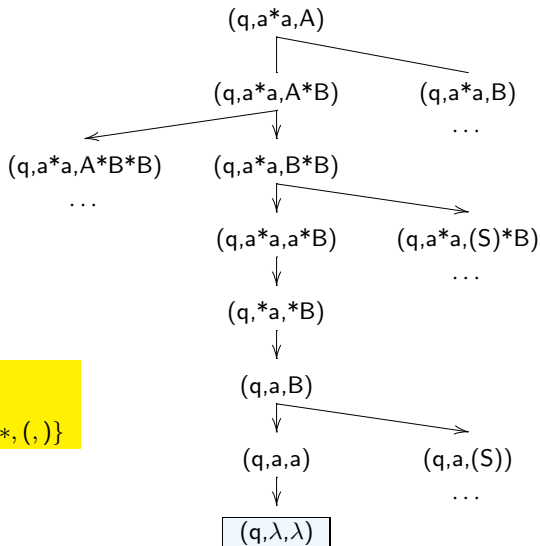 (q,a*a,A)
(q,a*a,A*B) (q,a*a,B)
...
(q,a*a,A*B*B) (q,a*a,B*B)
...
(q,a*a,a*B) (q,a*a,(S)*B)
...
(q,*a,*B)
(q,a,B)
*, (, )}
(q,a,a) (q,a,(S))
...
(q,λ,λ)